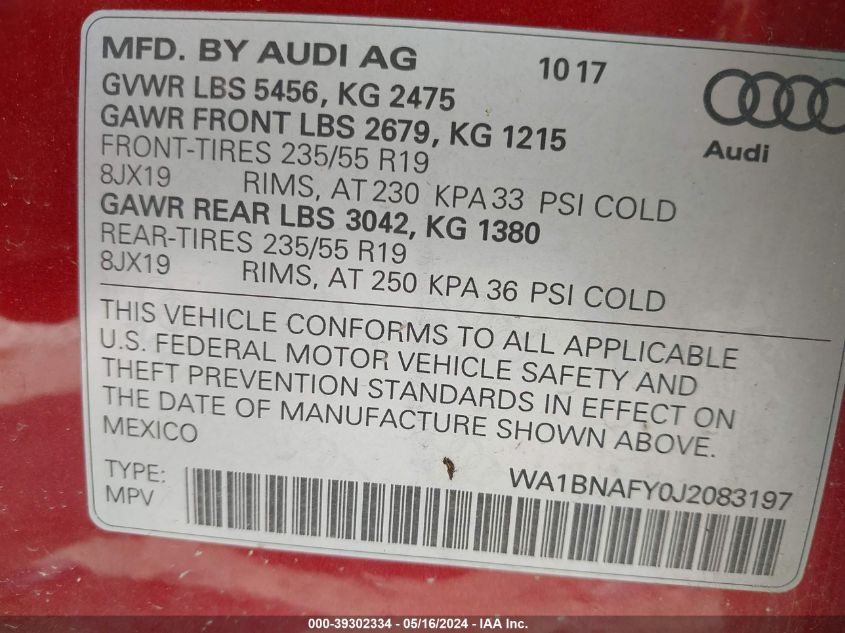 MFD. BY AUDI AG 10 17
GVWR LBS 5456, KG 2475
GAWR FRONT LBS 2679, KG 1215
FRONT-TIRES 235/55 R19
8JX19 RIMS, AT 230 KPA 33 PSI COLD
GAWR REAR LBS 3042, KG 1380
REAR-TIRES 235/55 R19
8JX19 RIMS, AT 250 KPA 36 PSI COLD
Audi
THIS VEHICLE CONFORMS TO ALL APPLICABLE
U.S. FEDERAL MOTOR VEHICLE SAFETY AND
THEFT PREVENTION STANDARDS IN EFFECT ON
THE DATE OF MANUFACTURE SHOWN ABOVE.
MEXICO
WA1BNAFY0J2083197
TYPE:
MPV
000-39302334 - 05/16/2024 - IAA Inc.